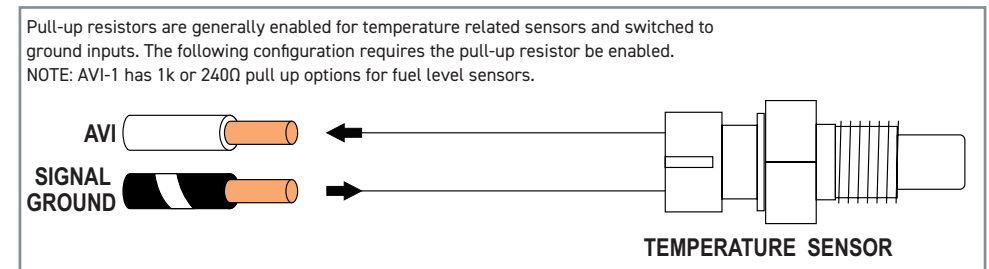 Pull-up resistors are generally enabled for temperature related sensors and switched to
ground inputs. The following configuration requires the pull-up resistor be enabled.
NOTE: AVI-1 has 1k or 240Ω pull up options for fuel level sensors.
AVI
SIGNAL
GROUND
TEMPERATURE SENSOR